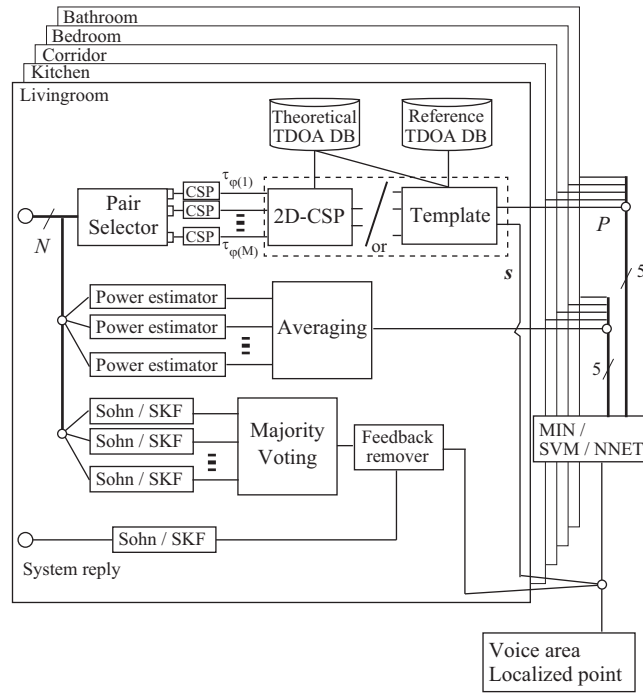 Bathroom
Bedroom
Corridor
Kitchen
Livingroom
Theoretical
TDOA DB
Reference
TDOA DB
τφ(1)
CSP
CSP
CSP
τφ(M)
Pair
Selector
N
2D-CSP
or
Template
s
P
5
Power estimator
Power estimator
Power estimator
Averaging
5
Sohn / SKF
Sohn / SKF
Sohn / SKF
Majority
Voting
Feedback
remover
MIN /
SVM / NNET
Sohn / SKF
System reply
Voice area
Localized point